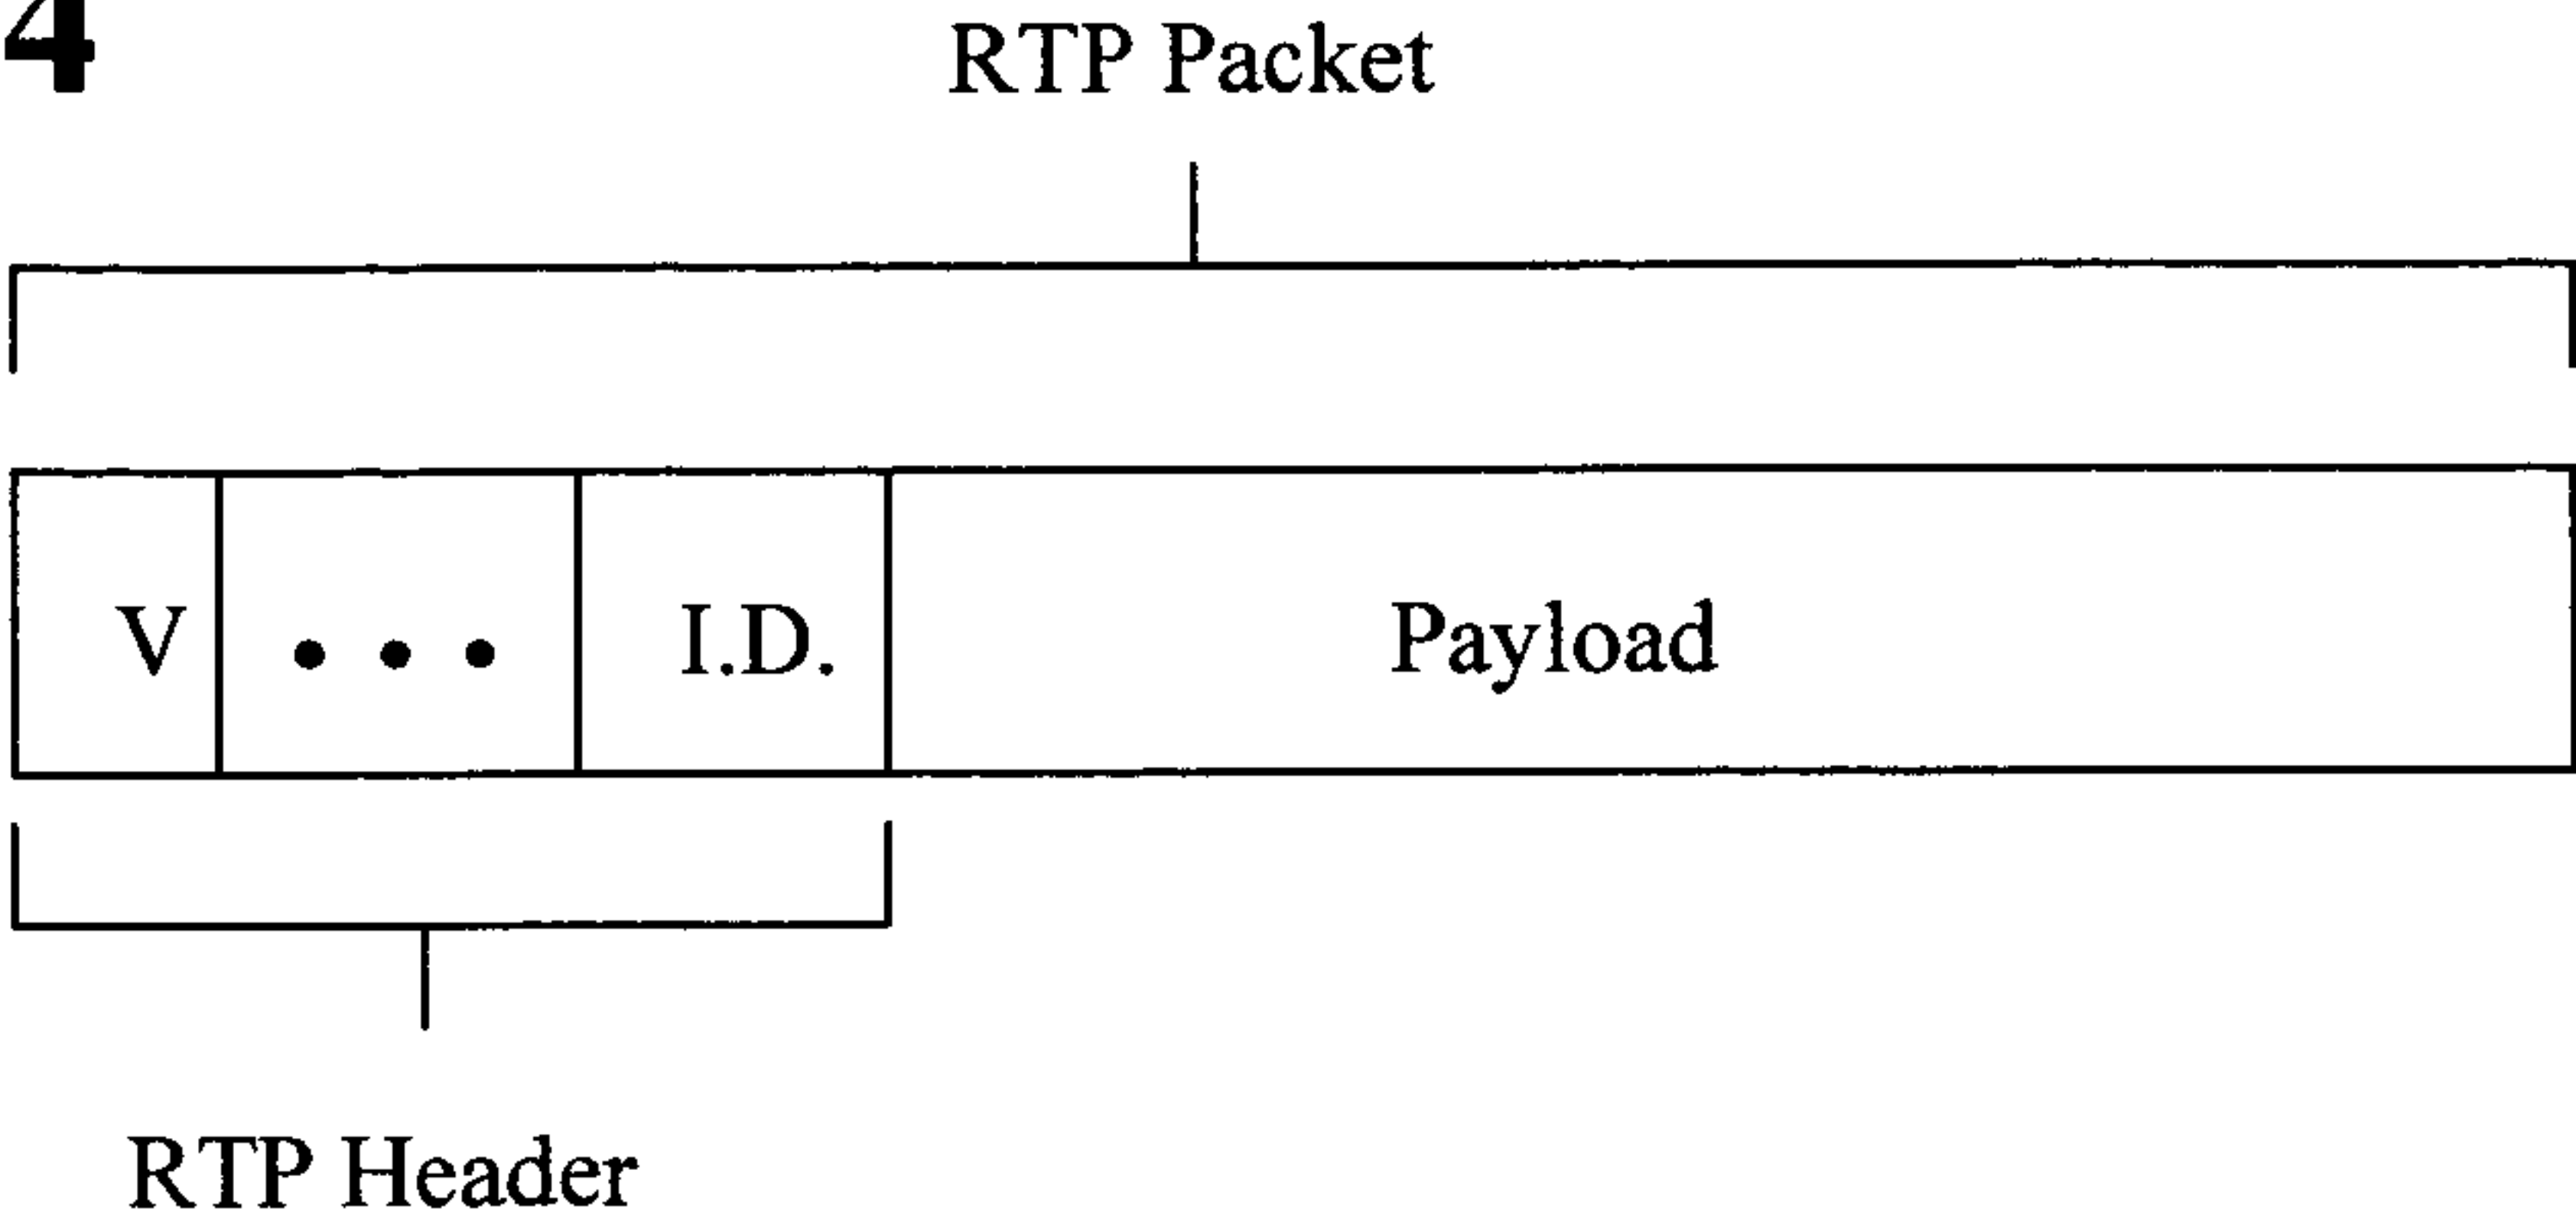 4
RTP Packet
V • • • I.D. Payload
RTP Header